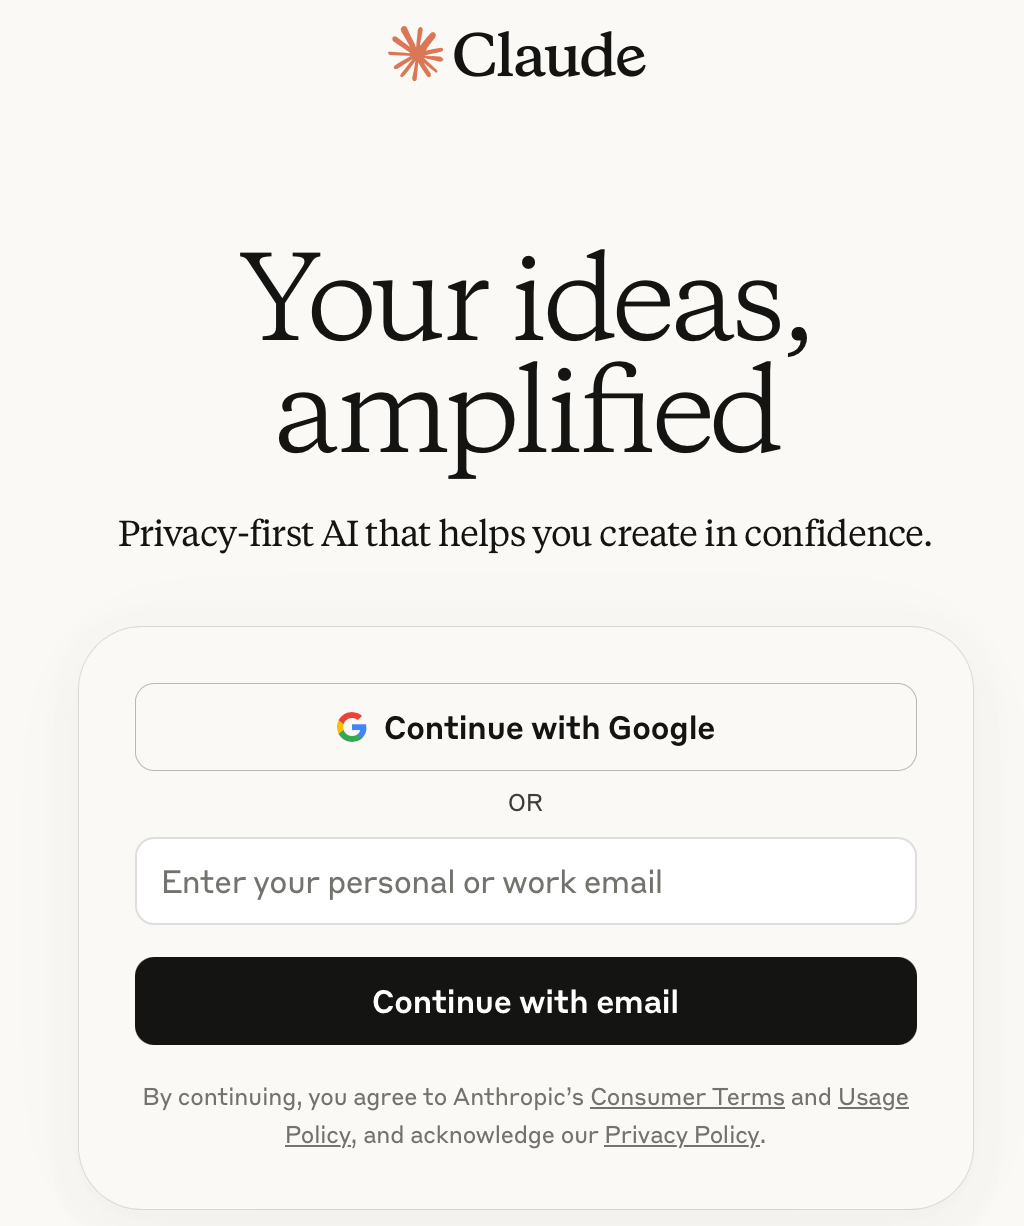 Claude
Your ideas,
amplified
Privacy-first AI that helps you create in confidence.
Continue with Google
OR
Enter your personal or work email
Continue with email
By continuing, you agree to Anthropic’s Consumer Terms and Usage
Policy, and acknowledge our Privacy Policy.